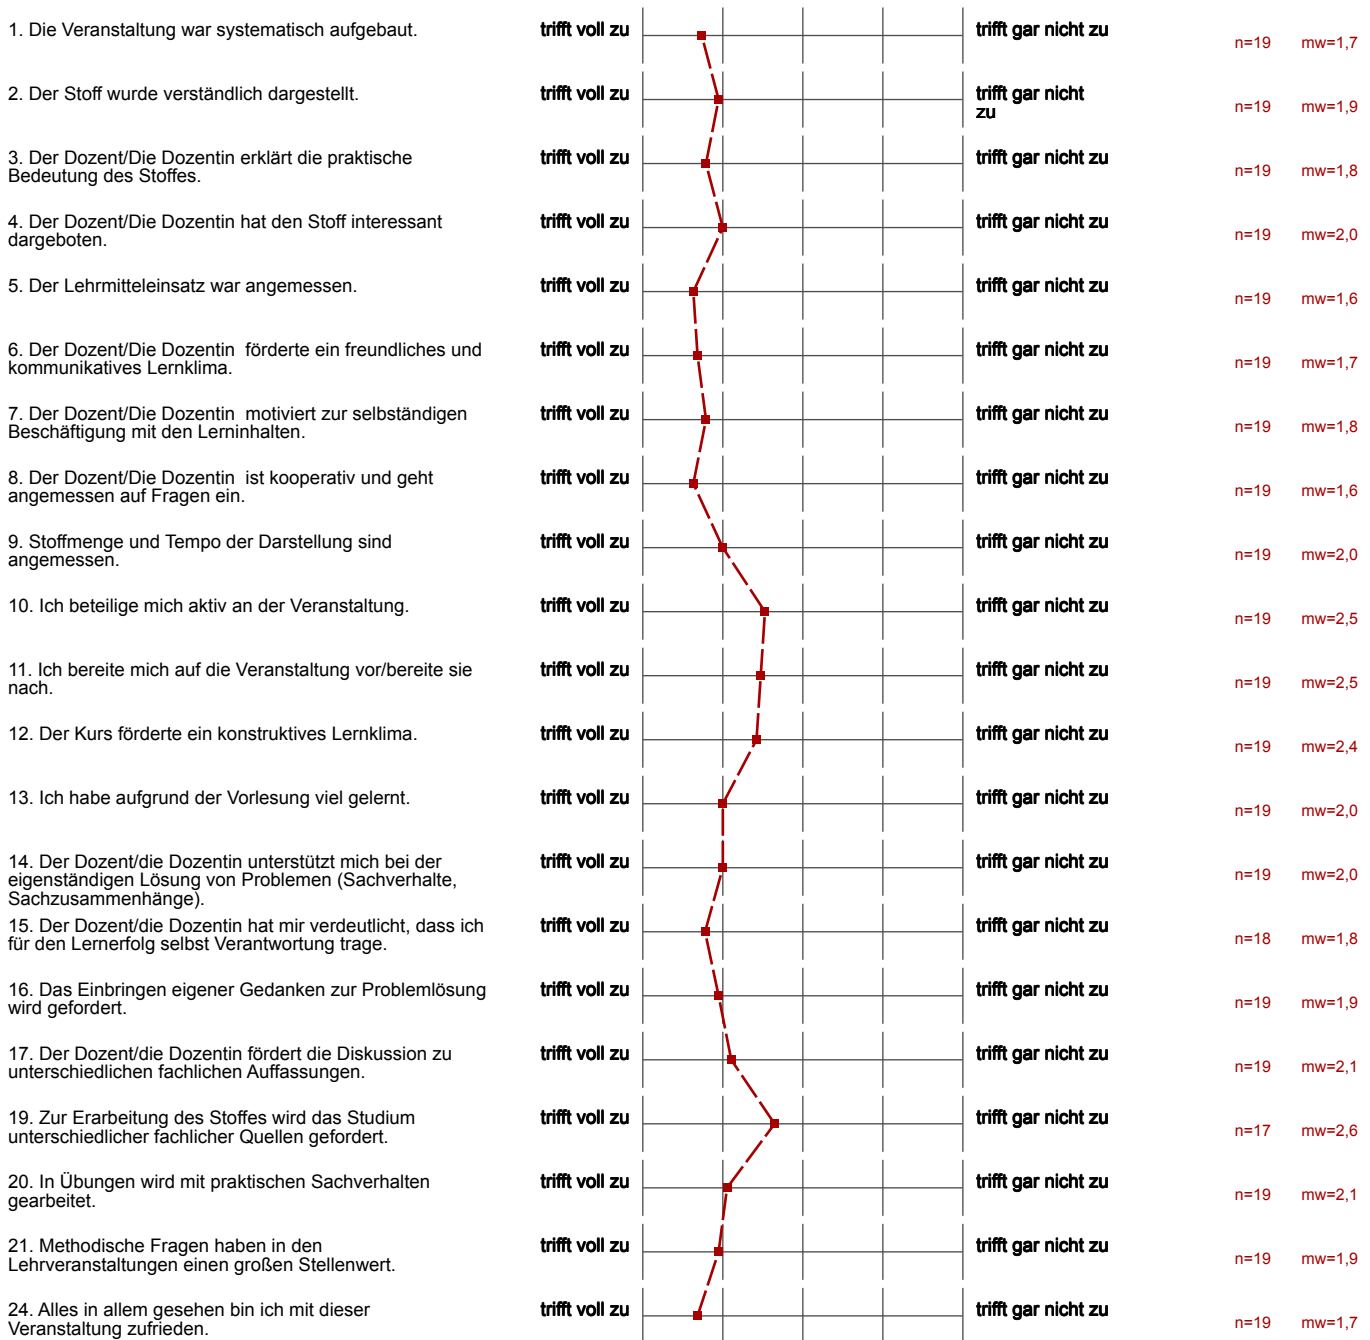 1. Die Veranstaltung war systematisch aufgebaut. trifft voll zu trifft gar nicht zu n=19 mw=1,7
2. Der Stoff wurde verständlich dargestellt. trifft voll zu trifft gar nicht
zu n=19 mw=1,9
3. Der Dozent/Die Dozentin erklärt die praktische trifft voll zu trifft gar nicht zu
Bedeutung des Stoffes. n=19 mw=1,8
4. Der Dozent/Die Dozentin hat den Stoff interessant trifft voll zu trifft gar nicht zu
dargeboten. n=19 mw=2,0
5. Der Lehrmitteleinsatz war angemessen. trifft voll zu trifft gar nicht zu n=19 mw=1,6
6. Der Dozent/Die Dozentin förderte ein freundliches und trifft voll zu trifft gar nicht zu
kommunikatives Lernklima. n=19 mw=1,7
7. Der Dozent/Die Dozentin motiviert zur selbständigen trifft voll zu trifft gar nicht zu
Beschäftigung mit den Lerninhalten. n=19 mw=1,8
8. Der Dozent/Die Dozentin ist kooperativ und geht trifft voll zu trifft gar nicht zu
angemessen auf Fragen ein. n=19 mw=1,6
9. Stoffmenge und Tempo der Darstellung sind trifft voll zu trifft gar nicht zu
angemessen. n=19 mw=2,0
10. Ich beteilige mich aktiv an der Veranstaltung. trifft voll zu trifft gar nicht zu n=19 mw=2,5
11. Ich bereite mich auf die Veranstaltung vor/bereite sie trifft voll zu trifft gar nicht zu
nach. n=19 mw=2,5
12. Der Kurs förderte ein konstruktives Lernklima. trifft voll zu trifft gar nicht zu n=19 mw=2,4
13. Ich habe aufgrund der Vorlesung viel gelernt. trifft voll zu trifft gar nicht zu n=19 mw=2,0
14. Der Dozent/die Dozentin unterstützt mich bei der trifft voll zu trifft gar nicht zu
eigenständigen Lösung von Problemen (Sachverhalte, n=19 mw=2,0
Sachzusammenhänge).
15. Der Dozent/die Dozentin hat mir verdeutlicht, dass ich trifft voll zu trifft gar nicht zu
für den Lernerfolg selbst Verantwortung trage. n=18 mw=1,8
16. Das Einbringen eigener Gedanken zur Problemlösung trifft voll zu trifft gar nicht zu
wird gefordert. n=19 mw=1,9
17. Der Dozent/die Dozentin fördert die Diskussion zu trifft voll zu trifft gar nicht zu
unterschiedlichen fachlichen Auffassungen. n=19 mw=2,1
19. Zur Erarbeitung des Stoffes wird das Studium trifft voll zu trifft gar nicht zu
unterschiedlicher fachlicher Quellen gefordert. n=17 mw=2,6
20. In Übungen wird mit praktischen Sachverhalten trifft voll zu trifft gar nicht zu
gearbeitet. n=19 mw=2,1
21. Methodische Fragen haben in den trifft voll zu trifft gar nicht zu
Lehrveranstaltungen einen großen Stellenwert. n=19 mw=1,9
24. Alles in allem gesehen bin ich mit dieser trifft voll zu trifft gar nicht zu
Veranstaltung zufrieden. n=19 mw=1,7